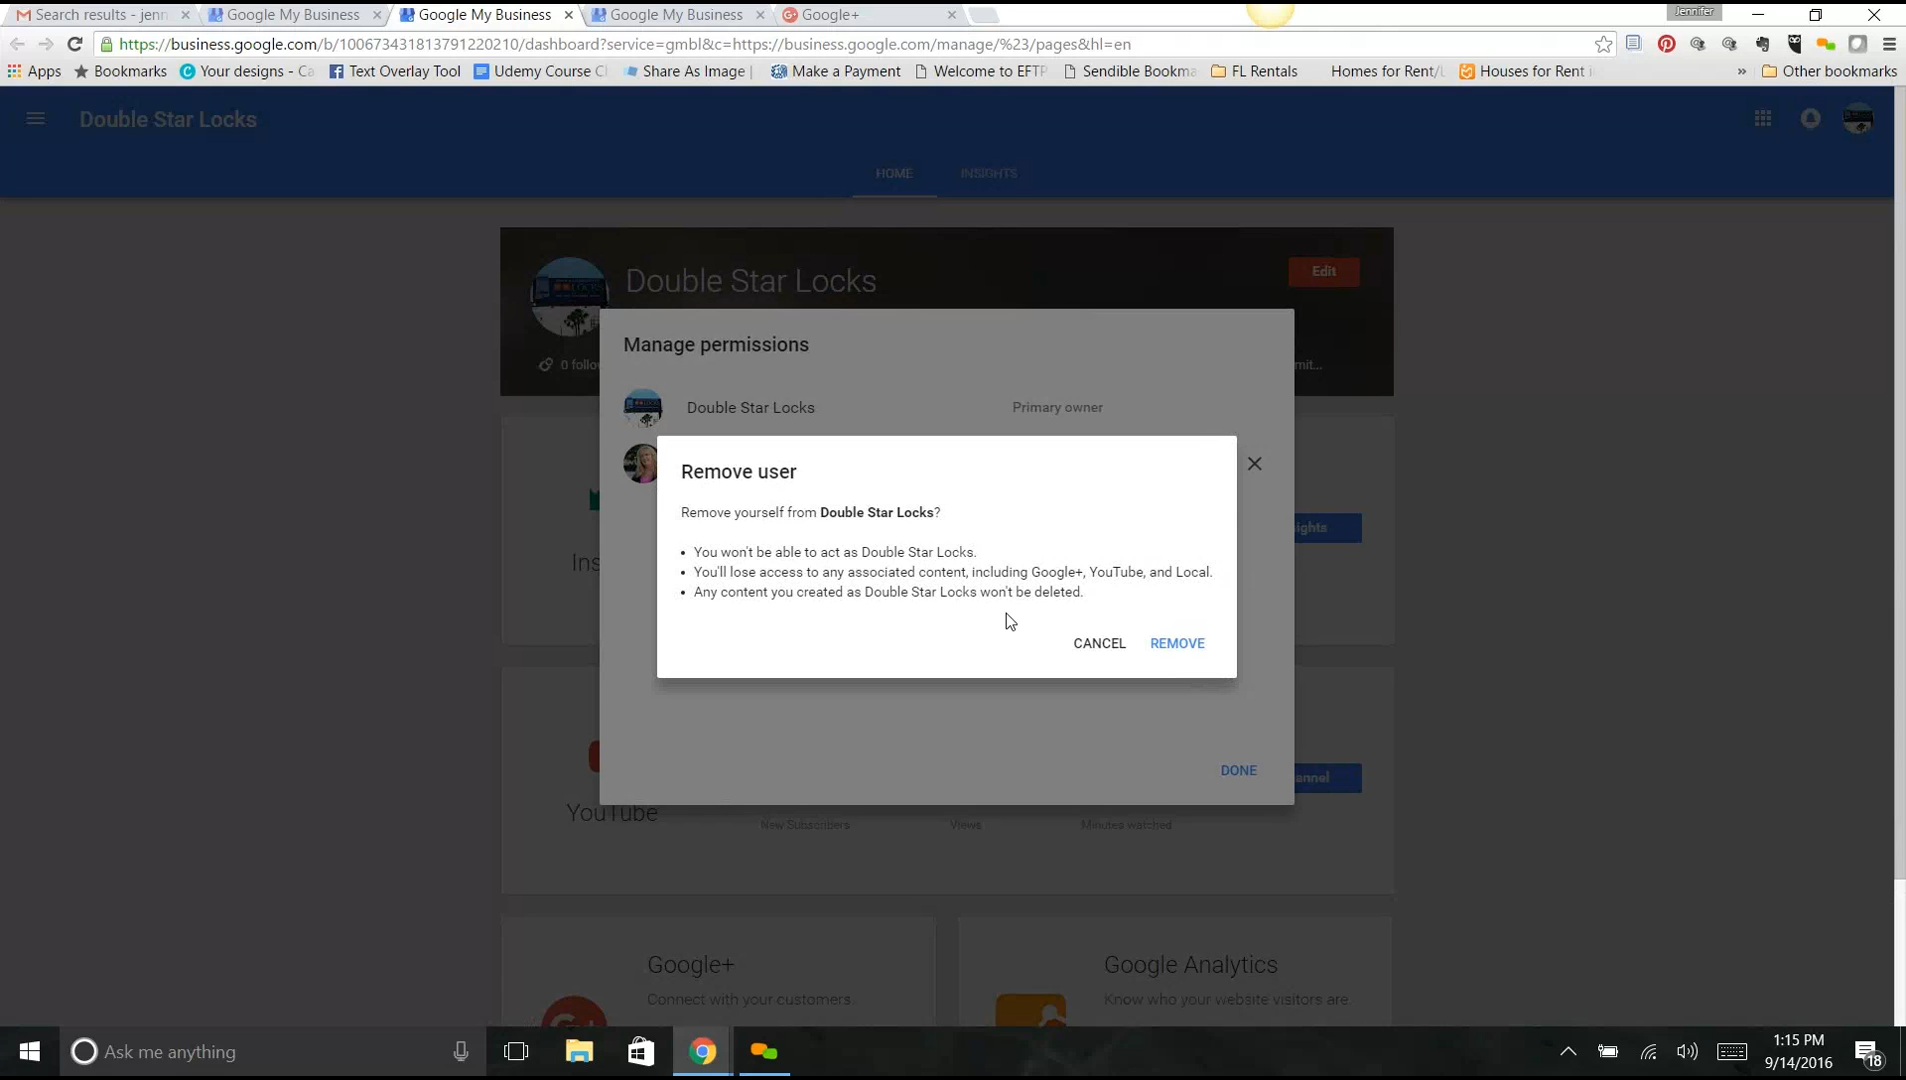 Search results - jenn
Google My Business
Google My Business
Google My Business
Google+
Jennifer
https://business.google.com/b/100673431813791220210/dashboard?service=gmbl&c=https://business.google.com/manage/%23/pages&hl=en
Apps
Bookmarks
Your designs - Ca
Text Overlay Tool
Udemy Course Cl
Share As Image |
Make a Payment
Welcome to EFTP
Sendible Bookma
FL Rentals
Homes for Rent/
Houses for Rent i
» Other bookmarks
Double Star Locks
HOME INSIGHTS
Double Star Locks
Edit
0 follo
mit...
Manage permissions
Double Star Locks Primary owner
Remove user
Remove yourself from Double Star Locks?
• You won't be able to act as Double Star Locks.
• You'll lose access to any associated content, including Google+, YouTube, and Local.
• Any content you created as Double Star Locks won't be deleted.
CANCEL REMOVE
Ins
ights
DONE
annel
YouTube
New Subscribers Views Minutes watched
Google+
Connect with your customers.
Google Analytics
Know who your website visitors are.
Ask me anything
1:15 PM
9/14/2016
18